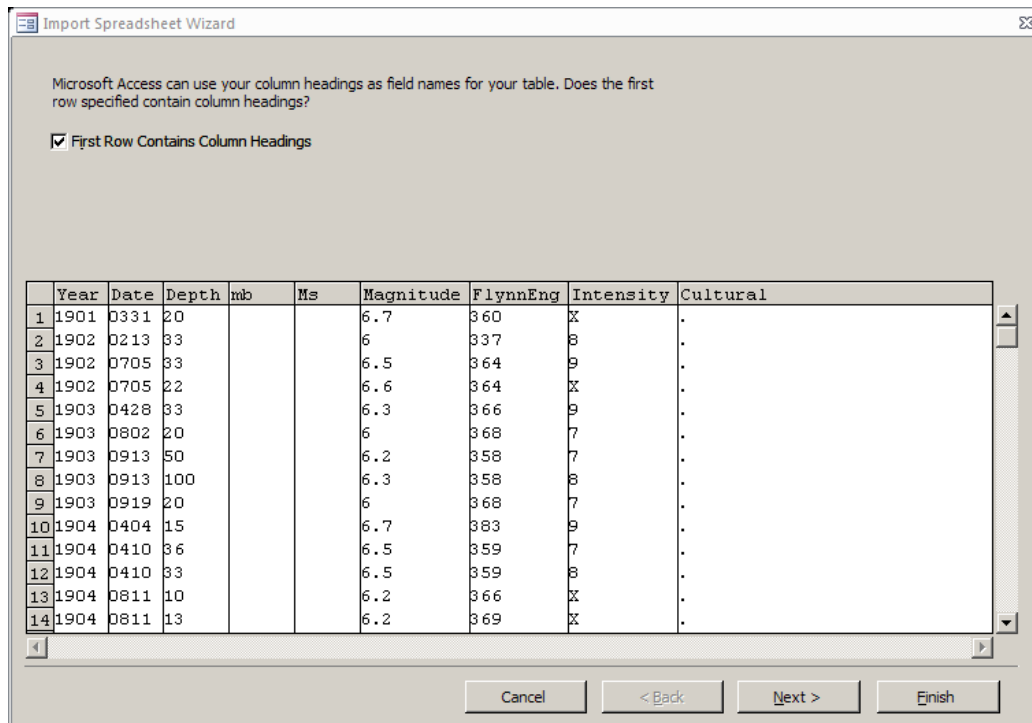 Import Spreadsheet Wizard
Microsoft Access can use your column headings as field names for your table. Does the first
row specified contain column headings?
First Row Contains Column Headings
Year Date Depth mb Ms Magnitude FlynnEng Intensity Cultural
1 1901 0331 20 6.7 360 X .
2 1902 0213 33 6 337 8 .
3 1902 0705 33 6.5 364 9 .
4 1902 0705 22 6.6 364 X .
5 1903 0428 33 6.3 366 9 .
6 1903 0802 20 6 368 7 .
7 1903 0913 50 6.2 358 7 .
8 1903 0913 100 6.3 358 8 .
9 1903 0919 20 6 368 7 .
10 1904 0404 15 6.7 383 9 .
11 1904 0410 36 6.5 359 7 .
12 1904 0410 33 6.5 359 8 .
13 1904 0811 10 6.2 366 X .
14 1904 0811 13 6.2 369 X .
Cancel < Back Next > Finish